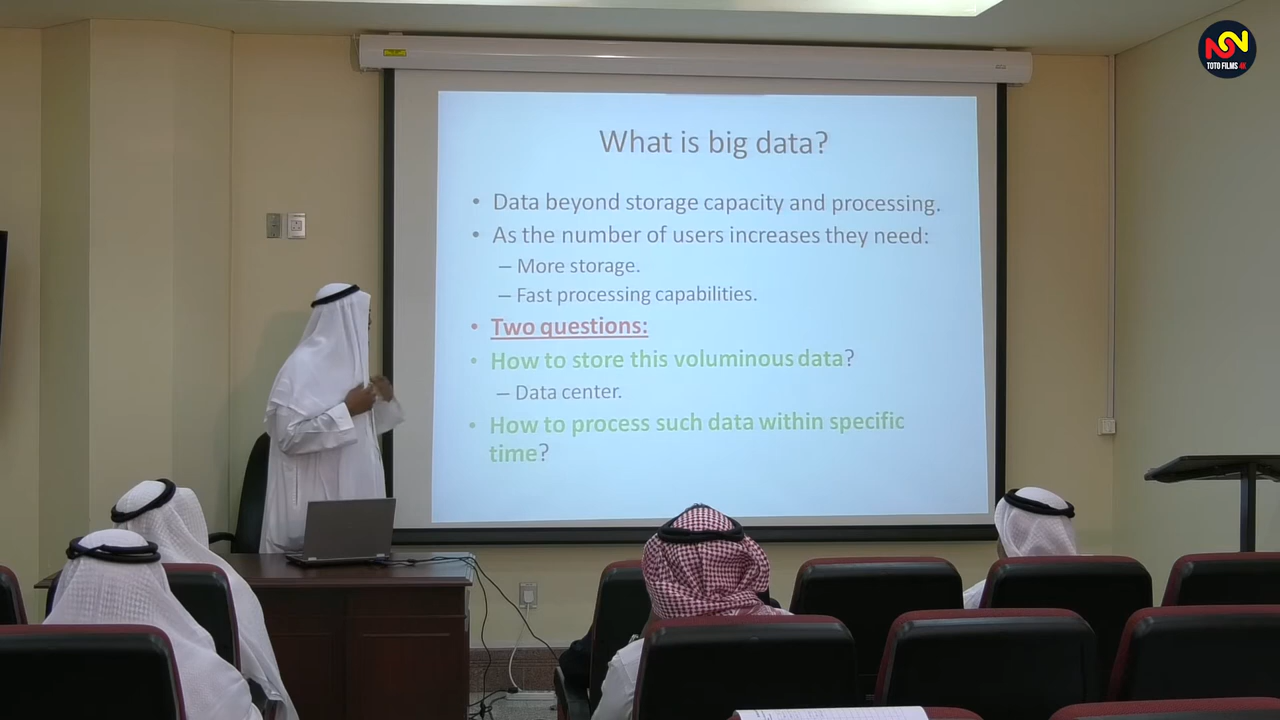 TOTO FILMS 4K
What is big data?
• Data beyond storage capacity and processing.
• As the number of users increases they need:
– More storage.
– Fast processing capabilities.
• Two questions:
• How to store this voluminous data?
– Data center.
• How to process such data within specific
time?